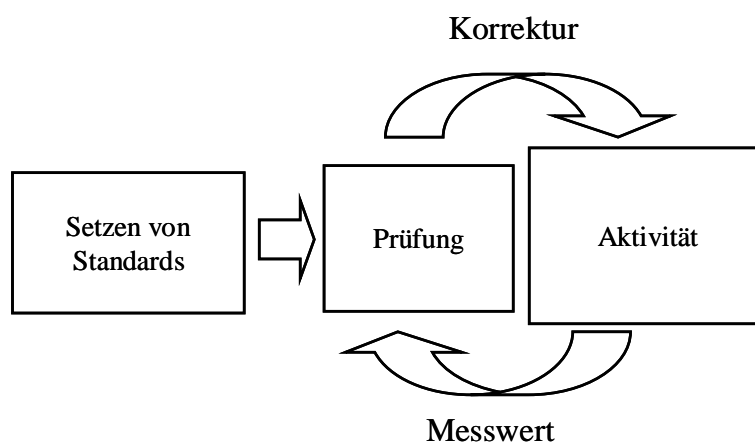 Korrektur
Setzen von
Standards
Prüfung
Aktivität
Messwert